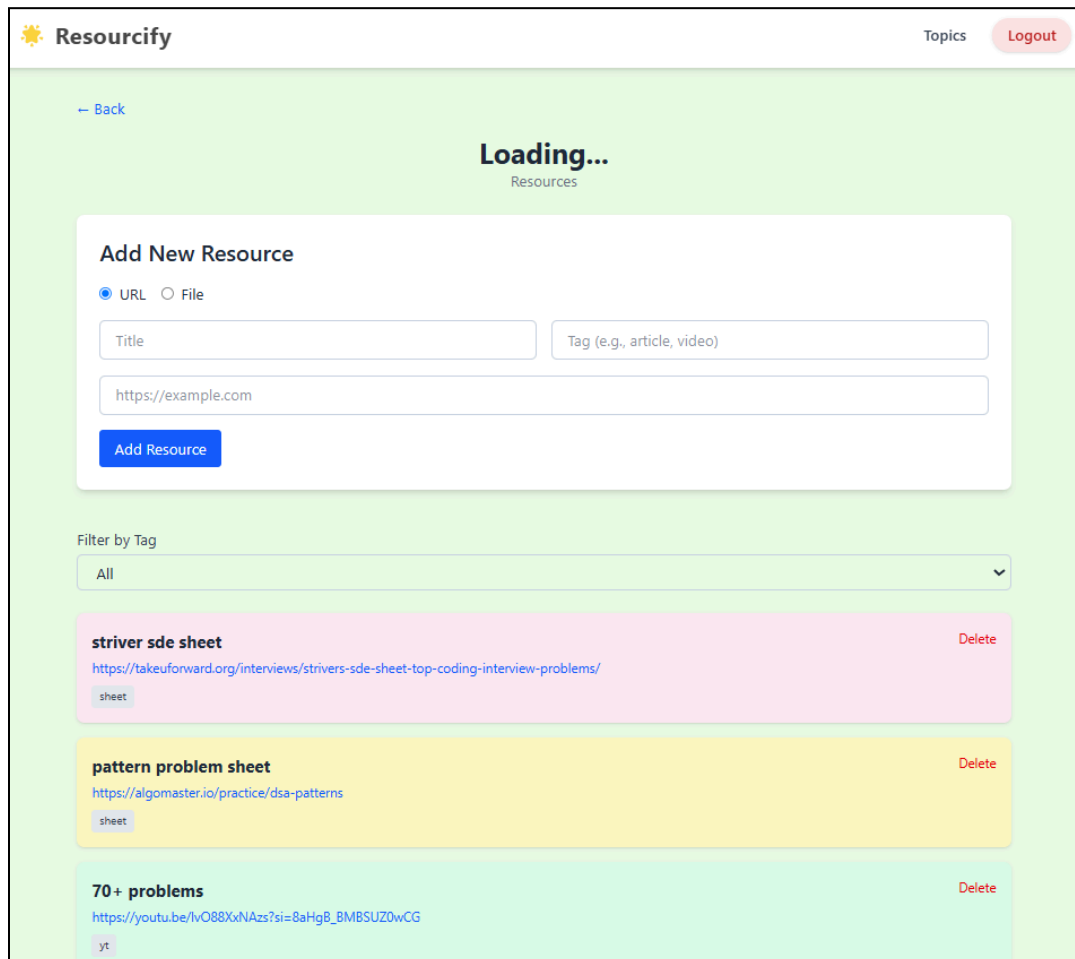 Resourcify
Topics
Logout
← Back
Loading...
Resources
Add New Resource
URL
File
Title
Tag (e.g., article, video)
https://example.com
Add Resource
Filter by Tag
All
striver sde sheet
Delete
https://takeuforward.org/interviews/strivers-sde-sheet-top-coding-interview-problems/
sheet
pattern problem sheet
Delete
https://algomaster.io/practice/dsa-patterns
sheet
70+ problems
Delete
https://youtu.be/lvO88XxNAzs?si=8aHgB_BMBSUZ0wCG
yt